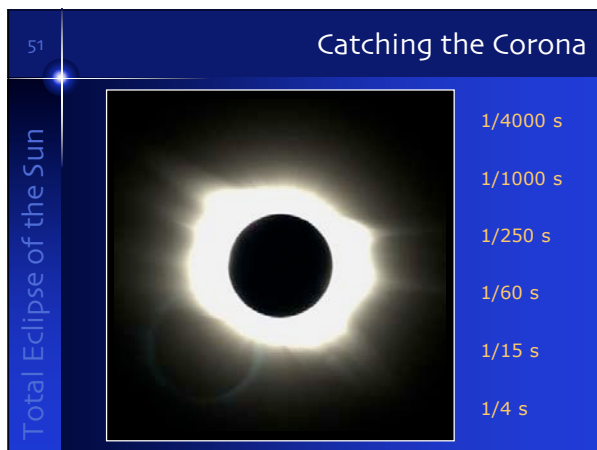 51
Catching the Corona
Total Eclipse of the Sun
1/4000 s
1/1000 s
1/250 s
1/60 s
1/15 s
1/4 s